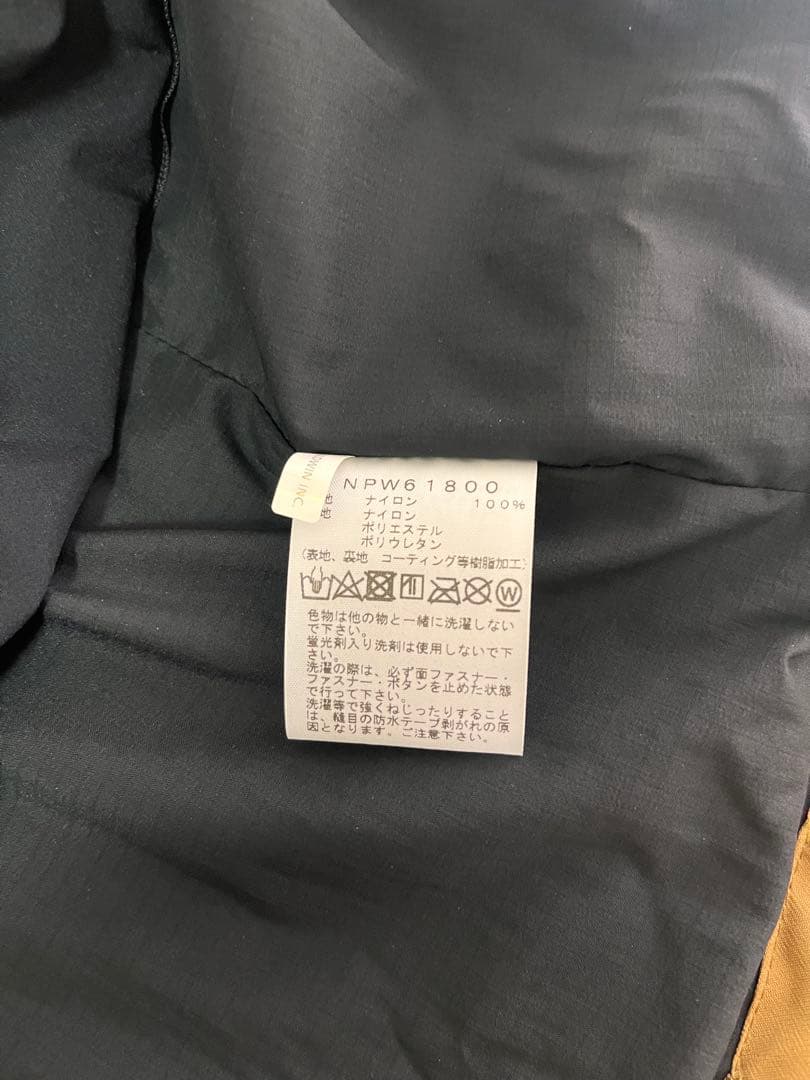 DWIN INC.
NPW61800
地 ナイロン 100%
地 ナイロン
ポリエステル
ポリウレタン
(表地、裏地 コーティング等樹脂加工)
W
色物は他の物と一緒に洗濯しない
で下さい。
蛍光剤入り洗剤は使用しないで下
さい。
洗濯の際は、必ず面ファスナー・
ファスナー・ボタンを止めた状態
で行って下さい。
洗濯等で強くねじったりすること
は、縫目の防水テープ剥がれの原
因となります。ご注意下さい。